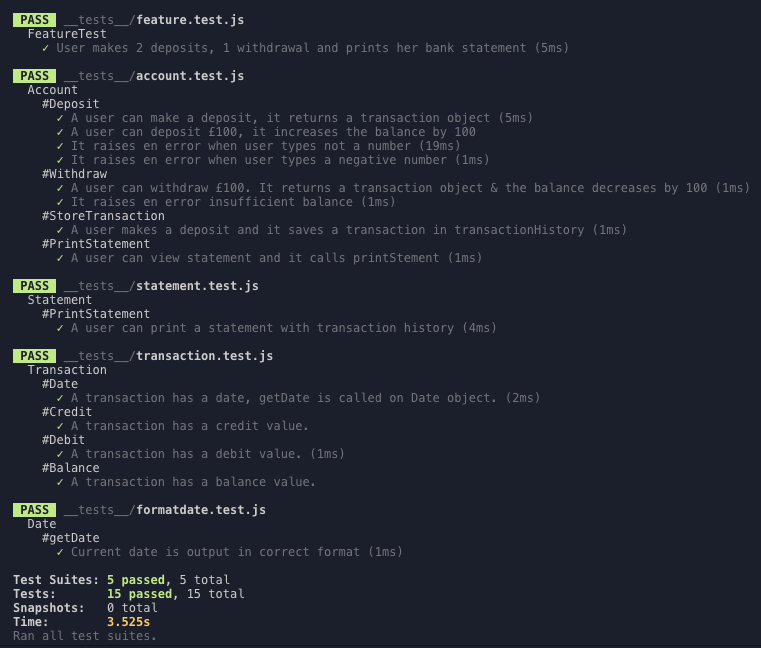 PASS __tests__/feature.test.js
FeatureTest
✓ User makes 2 deposits, 1 withdrawal and prints her bank statement (5ms)
PASS __tests__/account.test.js
Account
#Deposit
✓ A user can make a deposit, it returns a transaction object (5ms)
✓ A user can deposit £100, it increases the balance by 100
✓ It raises en error when user types not a number (19ms)
✓ It raises en error when user types a negative number (1ms)
#Withdraw
✓ A user can withdraw £100. It returns a transaction object & the balance decreases by 100 (1ms)
✓ It raises en error insufficient balance (1ms)
#StoreTransaction
✓ A user makes a deposit and it saves a transaction in transactionHistory (1ms)
#PrintStatement
✓ A user can view statement and it calls printStement (1ms)
PASS __tests__/statement.test.js
Statement
#PrintStatement
✓ A user can print a statement with transaction history (4ms)
PASS __tests__/transaction.test.js
Transaction
#Date
✓ A transaction has a date, getDate is called on Date object. (2ms)
#Credit
✓ A transaction has a credit value.
#Debit
✓ A transaction has a debit value. (1ms)
#Balance
✓ A transaction has a balance value.
PASS __tests__/formatdate.test.js
Date
#getDate
✓ Current date is output in correct format (1ms)
Test Suites: 5 passed, 5 total
Tests: 15 passed, 15 total
Snapshots: 0 total
Time: 3.525s
Ran all test suites.